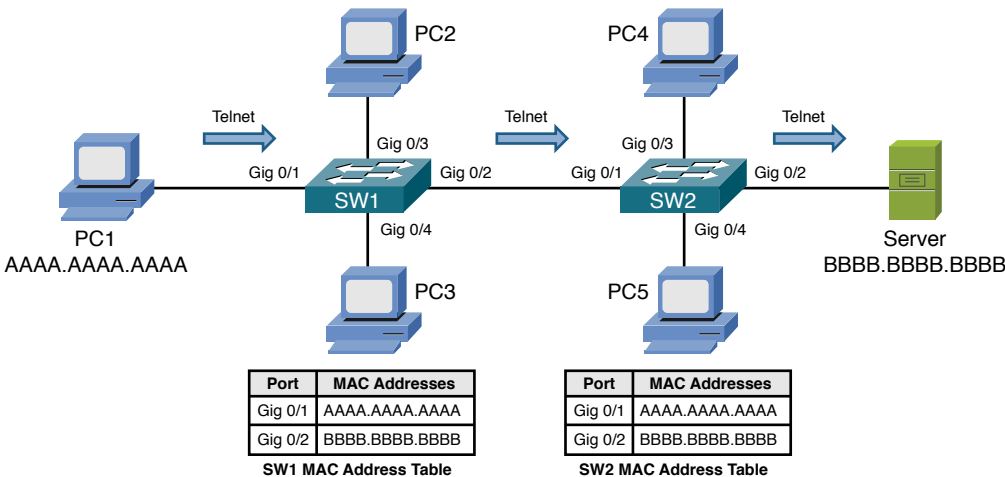 PC2
PC4
Telnet
Telnet
Telnet
Gig 0/3
Gig 0/3
Gig 0/1
Gig 0/2
Gig 0/1
Gig 0/2
SW1
SW2
Gig 0/4
Gig 0/4
PC1
AAAA.AAAA.AAAA
Server
BBBB.BBBB.BBBB
PC3
PC5
Port MAC Addresses
Gig 0/1 AAAA.AAAA.AAAA
Gig 0/2 BBBB.BBBB.BBBB
SW1 MAC Address Table
Port MAC Addresses
Gig 0/1 AAAA.AAAA.AAAA
Gig 0/2 BBBB.BBBB.BBBB
SW2 MAC Address Table